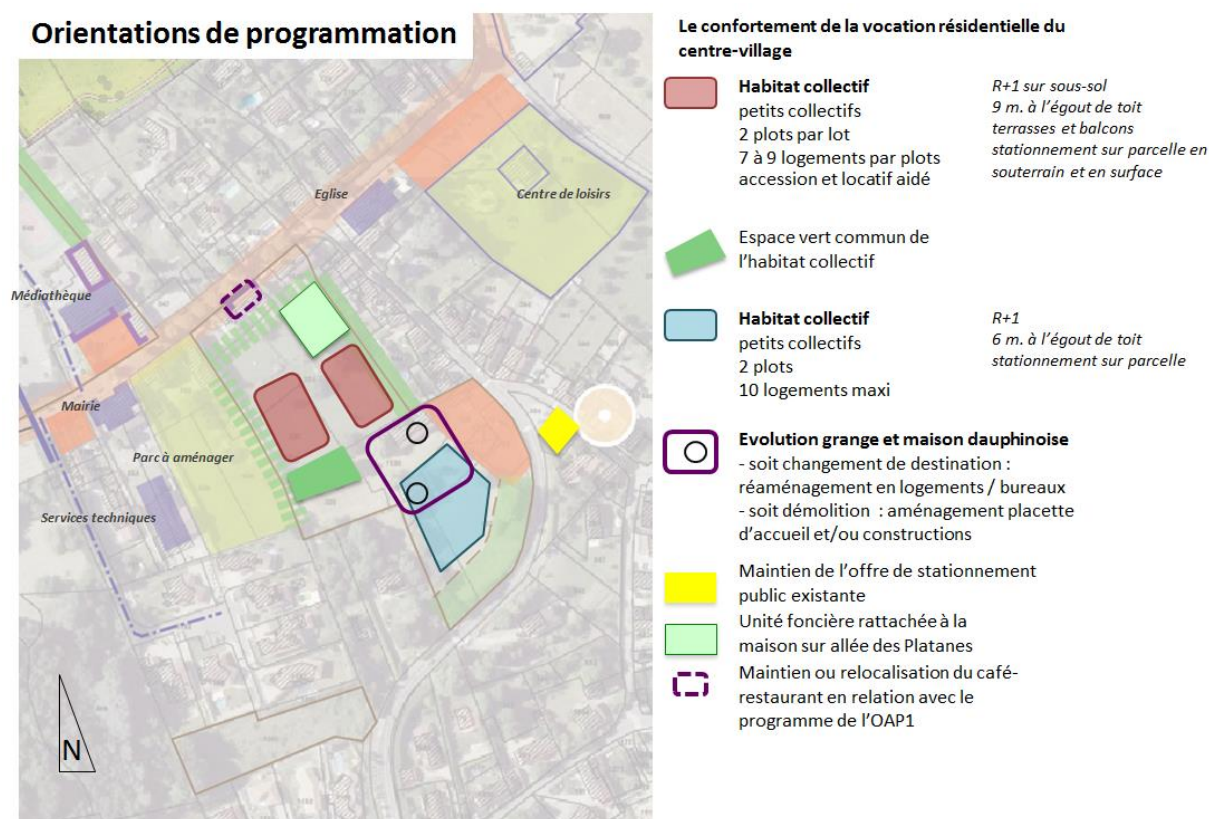 Orientations de programmation
Eglise
Centre de loisirs
Médiathèque
Mairie
Parc à aménager
Services techniques
N
Le confortement de la vocation résidentielle du
centre-village
Habitat collectif
petits collectifs
2 plots par lot
7 à 9 logements par plots
accession et locatif aidé
R+1 sur sous-sol
9 m. à l’égout de toit
terrasses et balcons
stationnement sur parcelle en
souterrain et en surface
Espace vert commun de
l’habitat collectif
Habitat collectif
petits collectifs
2 plots
10 logements maxi
R+1
6 m. à l’égout de toit
stationnement sur parcelle
Evolution grange et maison dauphinoise
- soit changement de destination :
réaménagement en logements / bureaux
- soit démolition : aménagement placette
d’accueil et/ou constructions
Maintien de l’offre de stationnement
public existante
Unité foncière rattachée à la
maison sur allée des Platanes
Maintien ou relocalisation du café-
restaurant en relation avec le
programme de l’OAP1